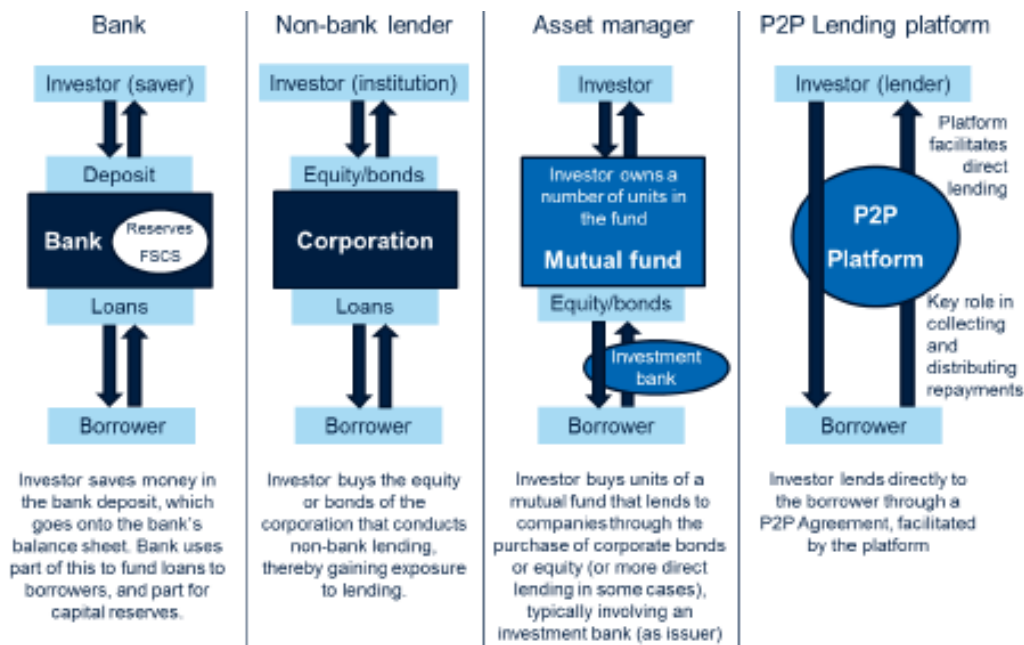 Bank
Investor (saver)
Deposit
Bank
Reserves
FSCS
Loans
Borrower
Investor saves money in
the bank deposit, which
goes onto the bank's
balance sheet. Bank uses
part of this to fund loans to
borrowers, and part for
capital reserves.
Non-bank lender
Investor (institution)
Equity/bonds
Corporation
Loans
Borrower
Investor buys the equity
or bonds of the
corporation that conducts
non-bank lending,
thereby gaining exposure
to lending.
Asset manager
Investor
Investor owns a
number of units in
the fund
Mutual fund
Equity/bonds
Investment
bank
Borrower
Investor buys units of a
mutual fund that lends to
companies through the
purchase of corporate bonds
or equity (or more direct
lending in some cases),
typically involving an
investment bank (as issuer)
P2P Lending platform
Investor (lender)
Platform
facilitates
direct
lending
P2P
Platform
Key role in
collecting
and
distributing
repayments
Borrower
Investor lends directly to
the borrower through a
P2P Agreement, facilitated
by the platform